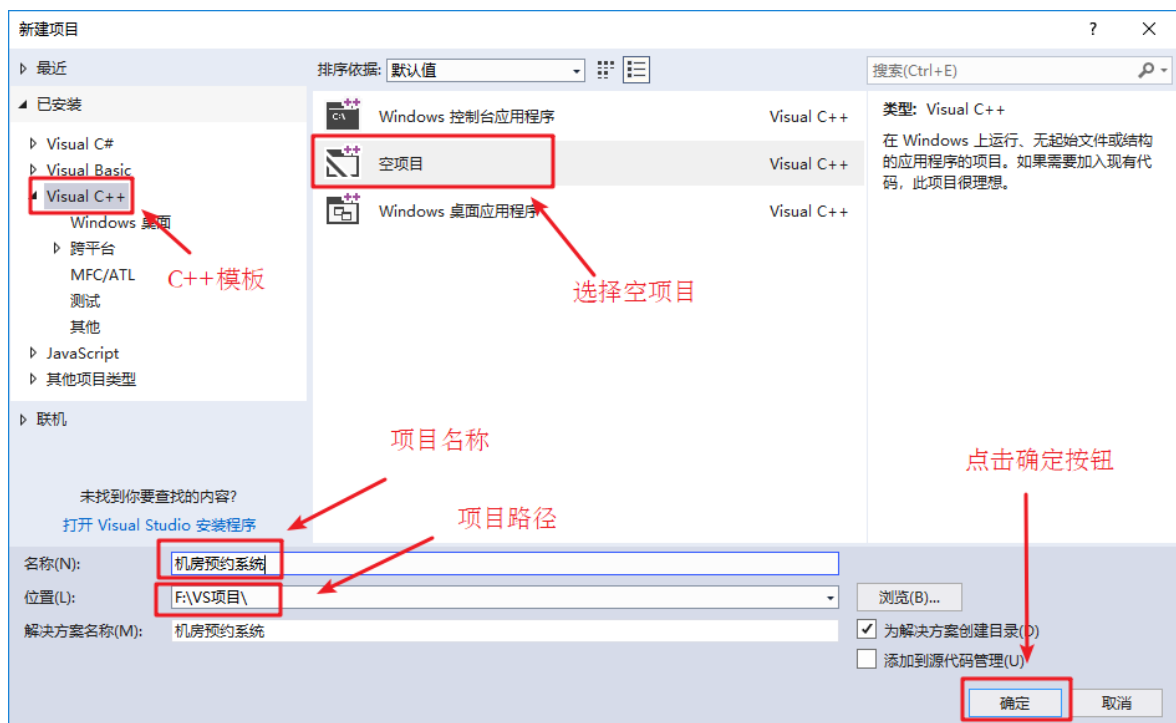 新建项目
?
最近
排序依据: 默认值
搜索(Ctrl+E)
已安装
Visual C#
Visual Basic
Visual C++
Windows 桌面
跨平台
MFC/ATL
测试
其他
JavaScript
其他项目类型
联机
未找到你要查找的内容?
打开 Visual Studio 安装程序
C++模板
Windows 控制台应用程序 Visual C++
空项目 Visual C++
Windows 桌面应用程序 Visual C++
选择空项目
类型: Visual C++
在 Windows 上运行、无起始文件或结构
的应用程序的项目。如果需要加入现有代
码,此项目很理想。
项目名称
项目路径
点击确定按钮
名称(N): 机房预约系统
位置(L): F:\VS项目\
浏览(B)...
解决方案名称(M): 机房预约系统
为解决方案创建目录(D)
添加到源代码管理(U)
确定
取消